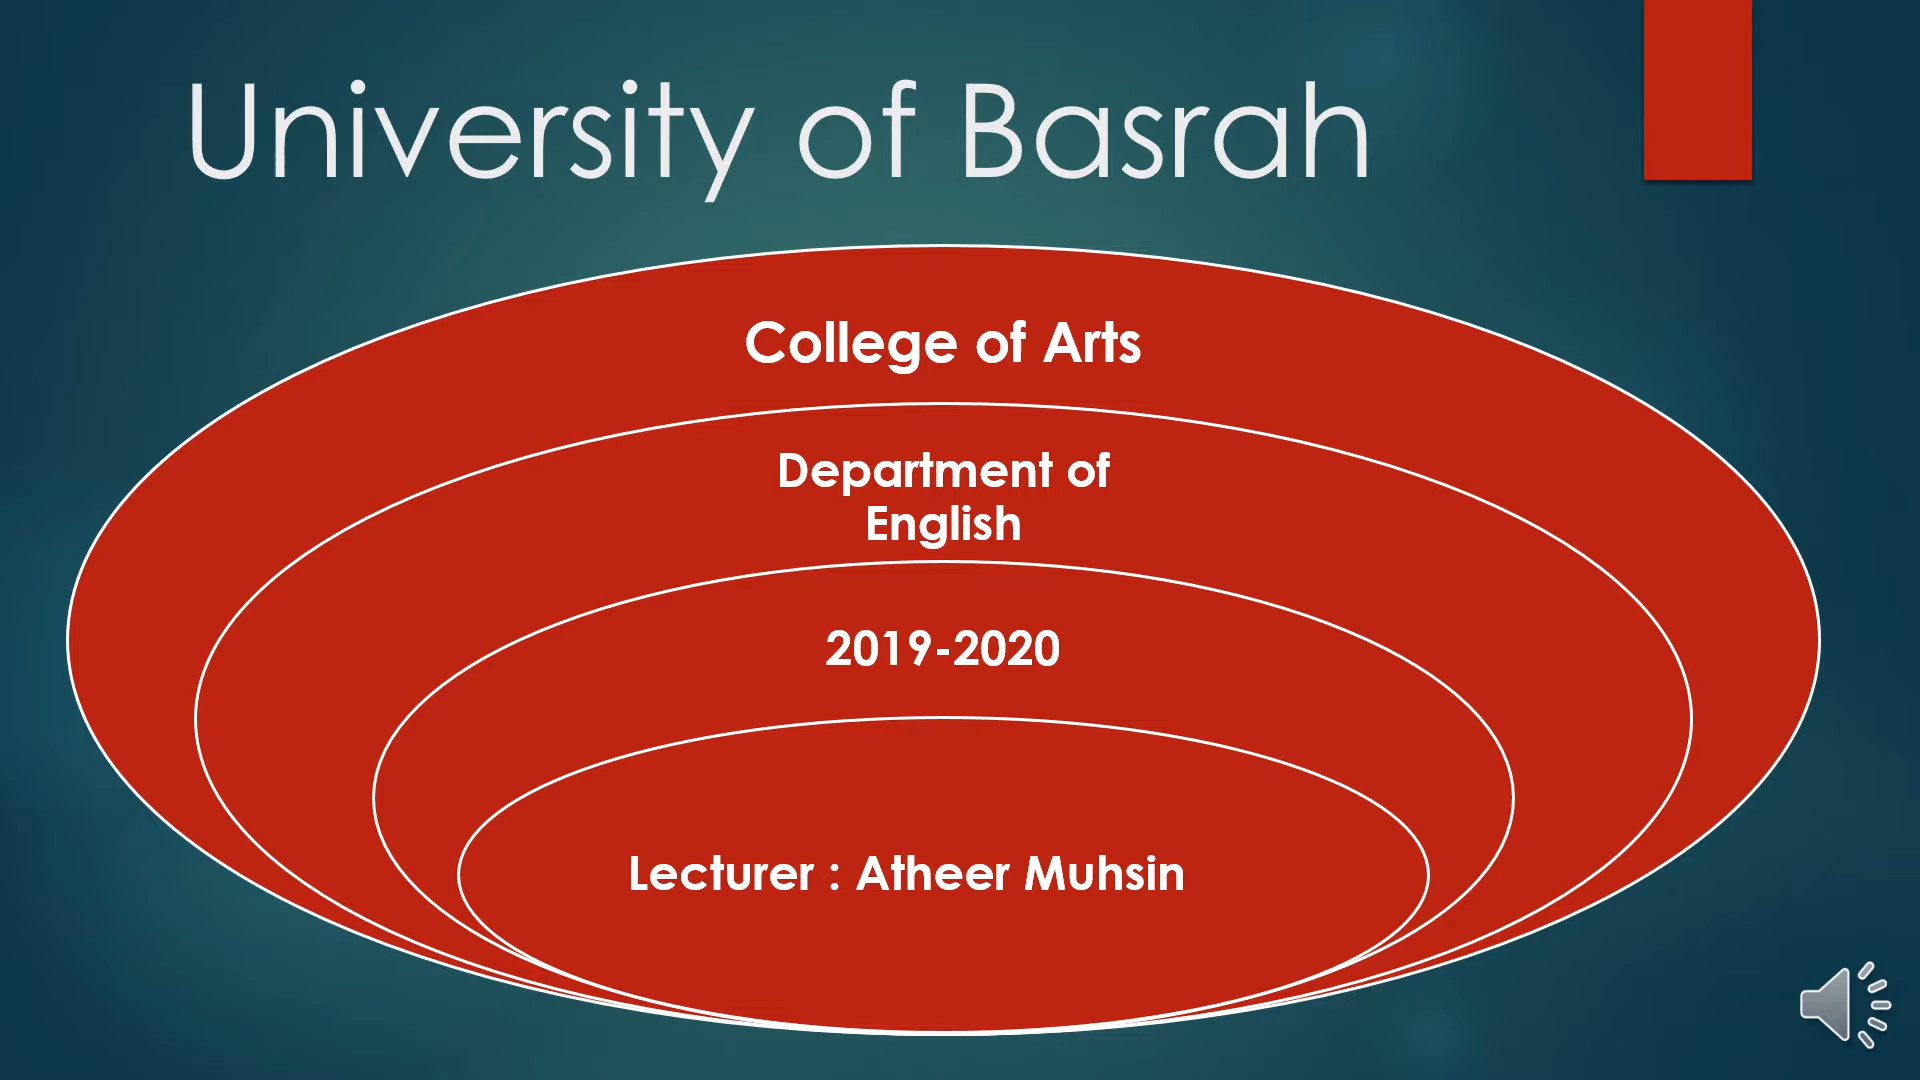 University of Basrah
College of Arts
Department of
English
2019-2020
Lecturer : Atheer Muhsin